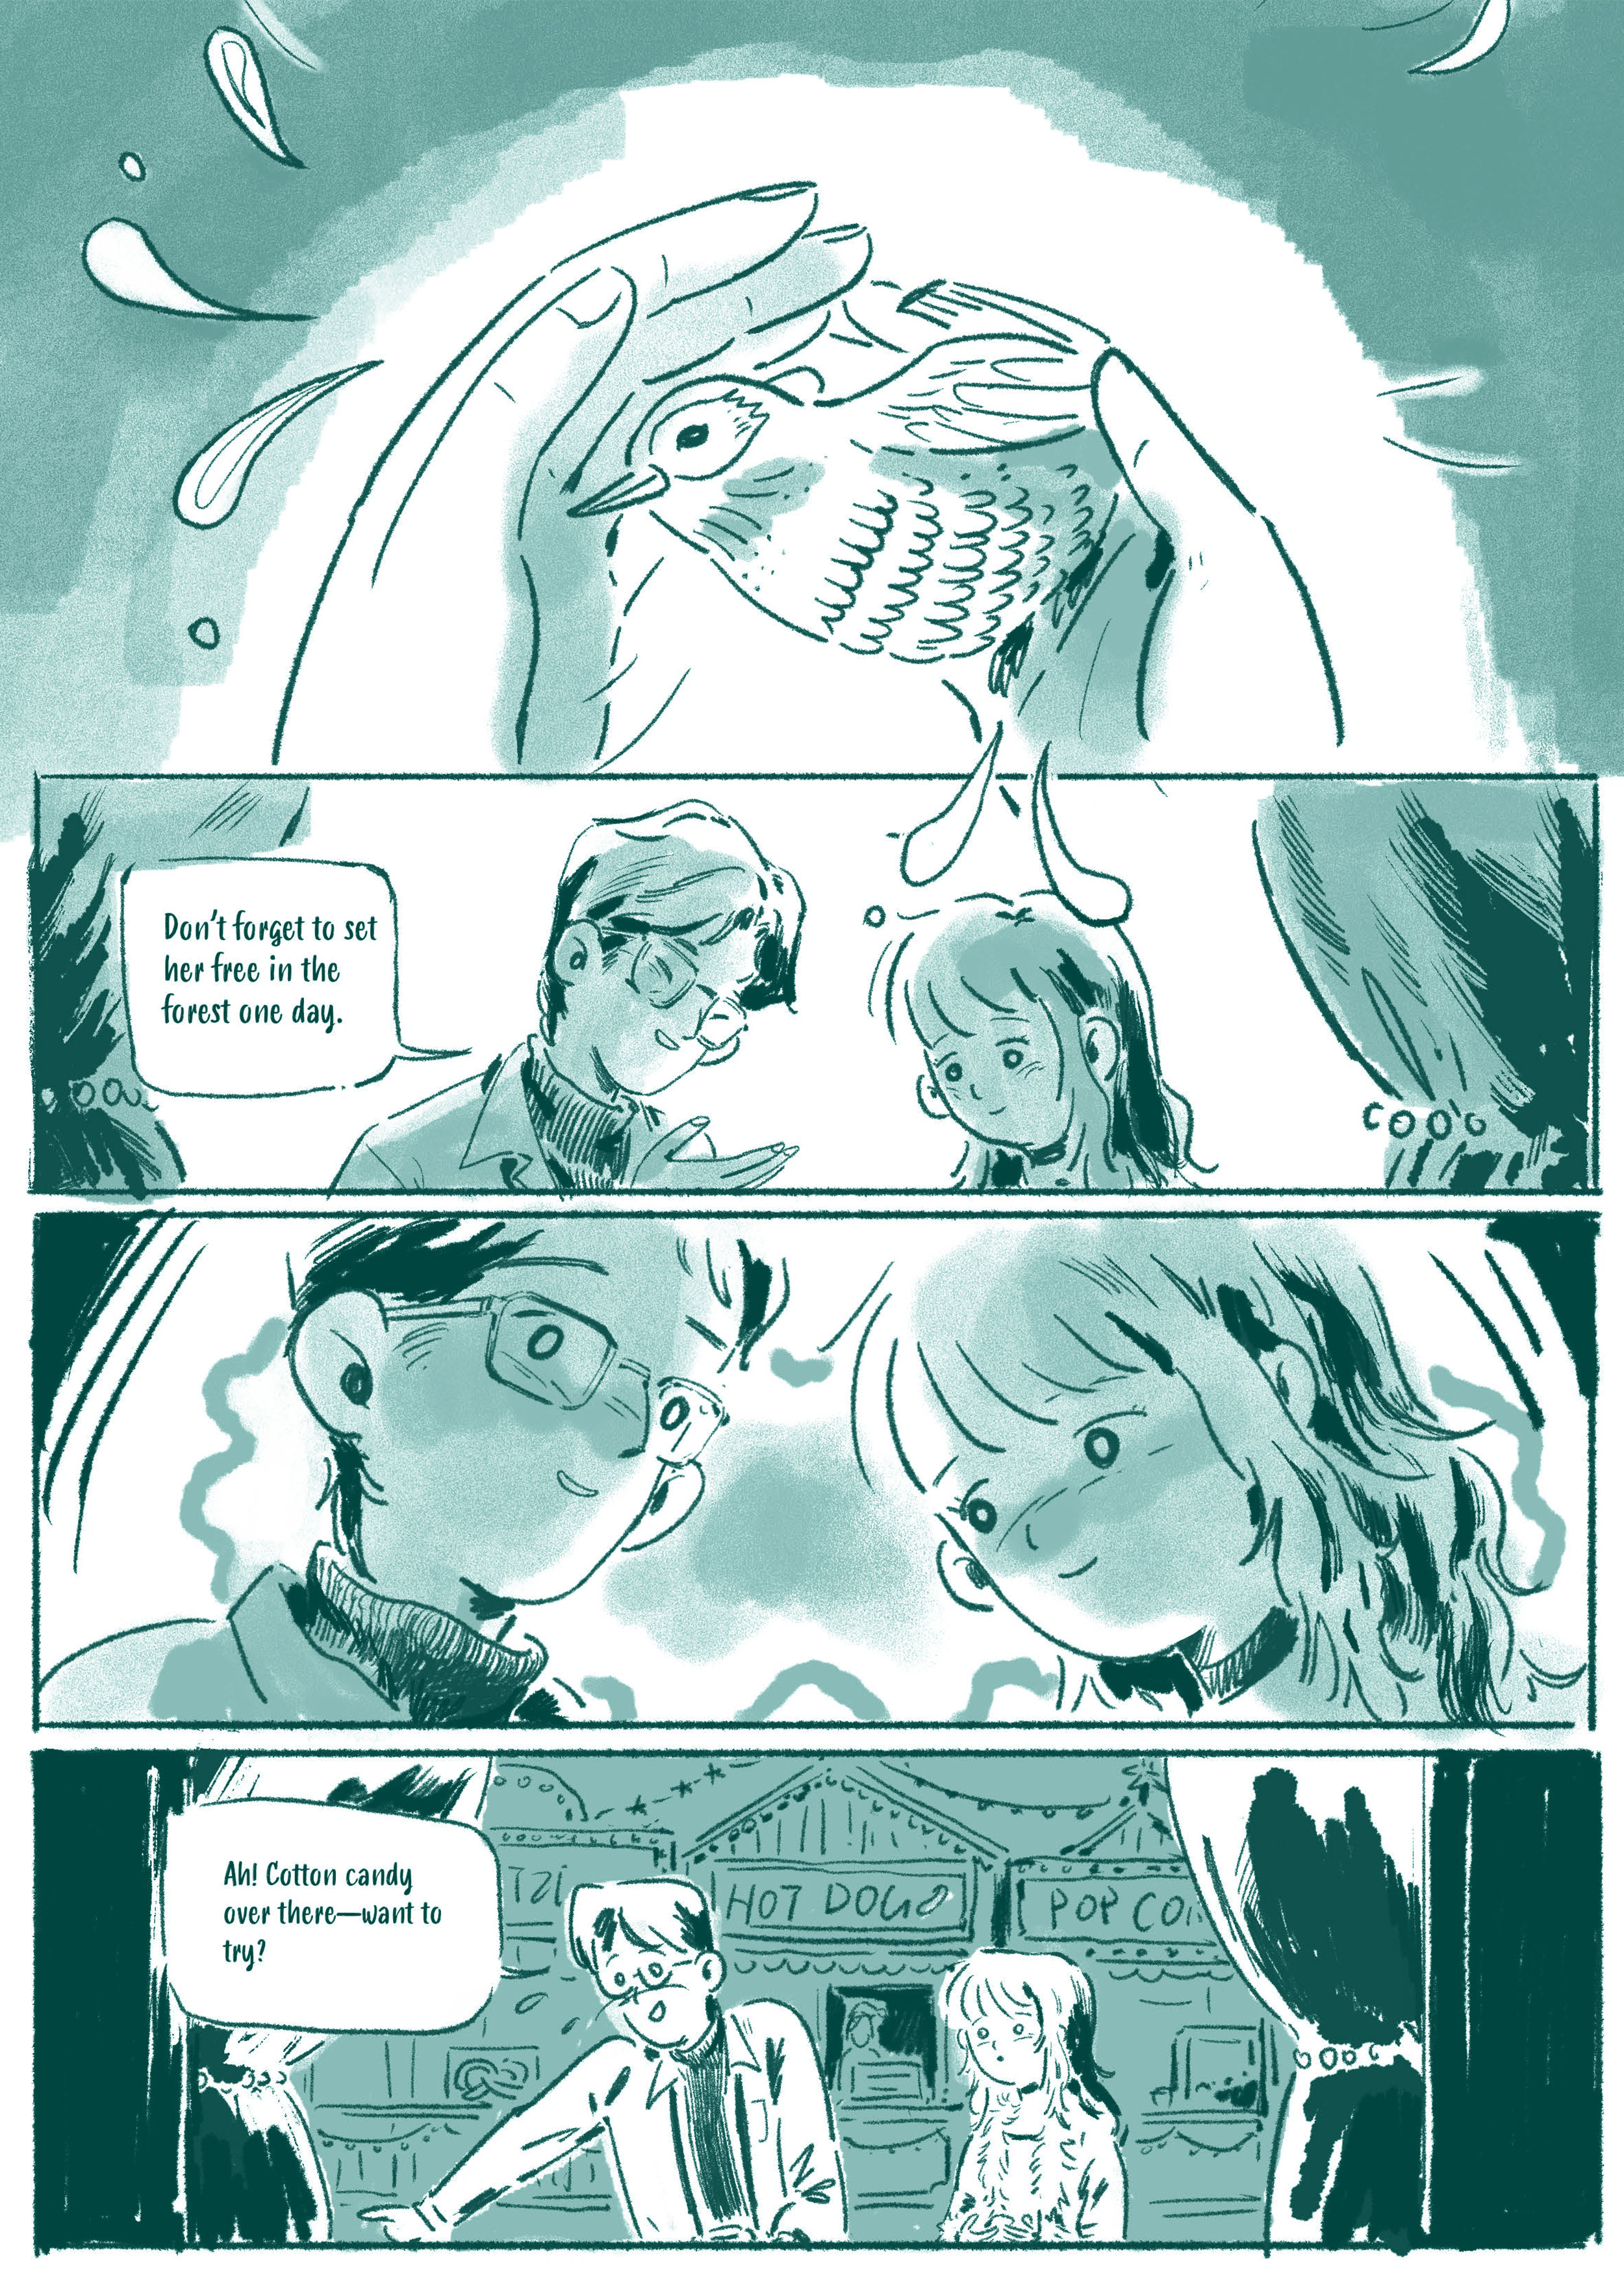 Don't forget to set
her free in the
forest one day.
Ah! Cotton candy
over there—want to
try?
HOT DOGS
POP CO